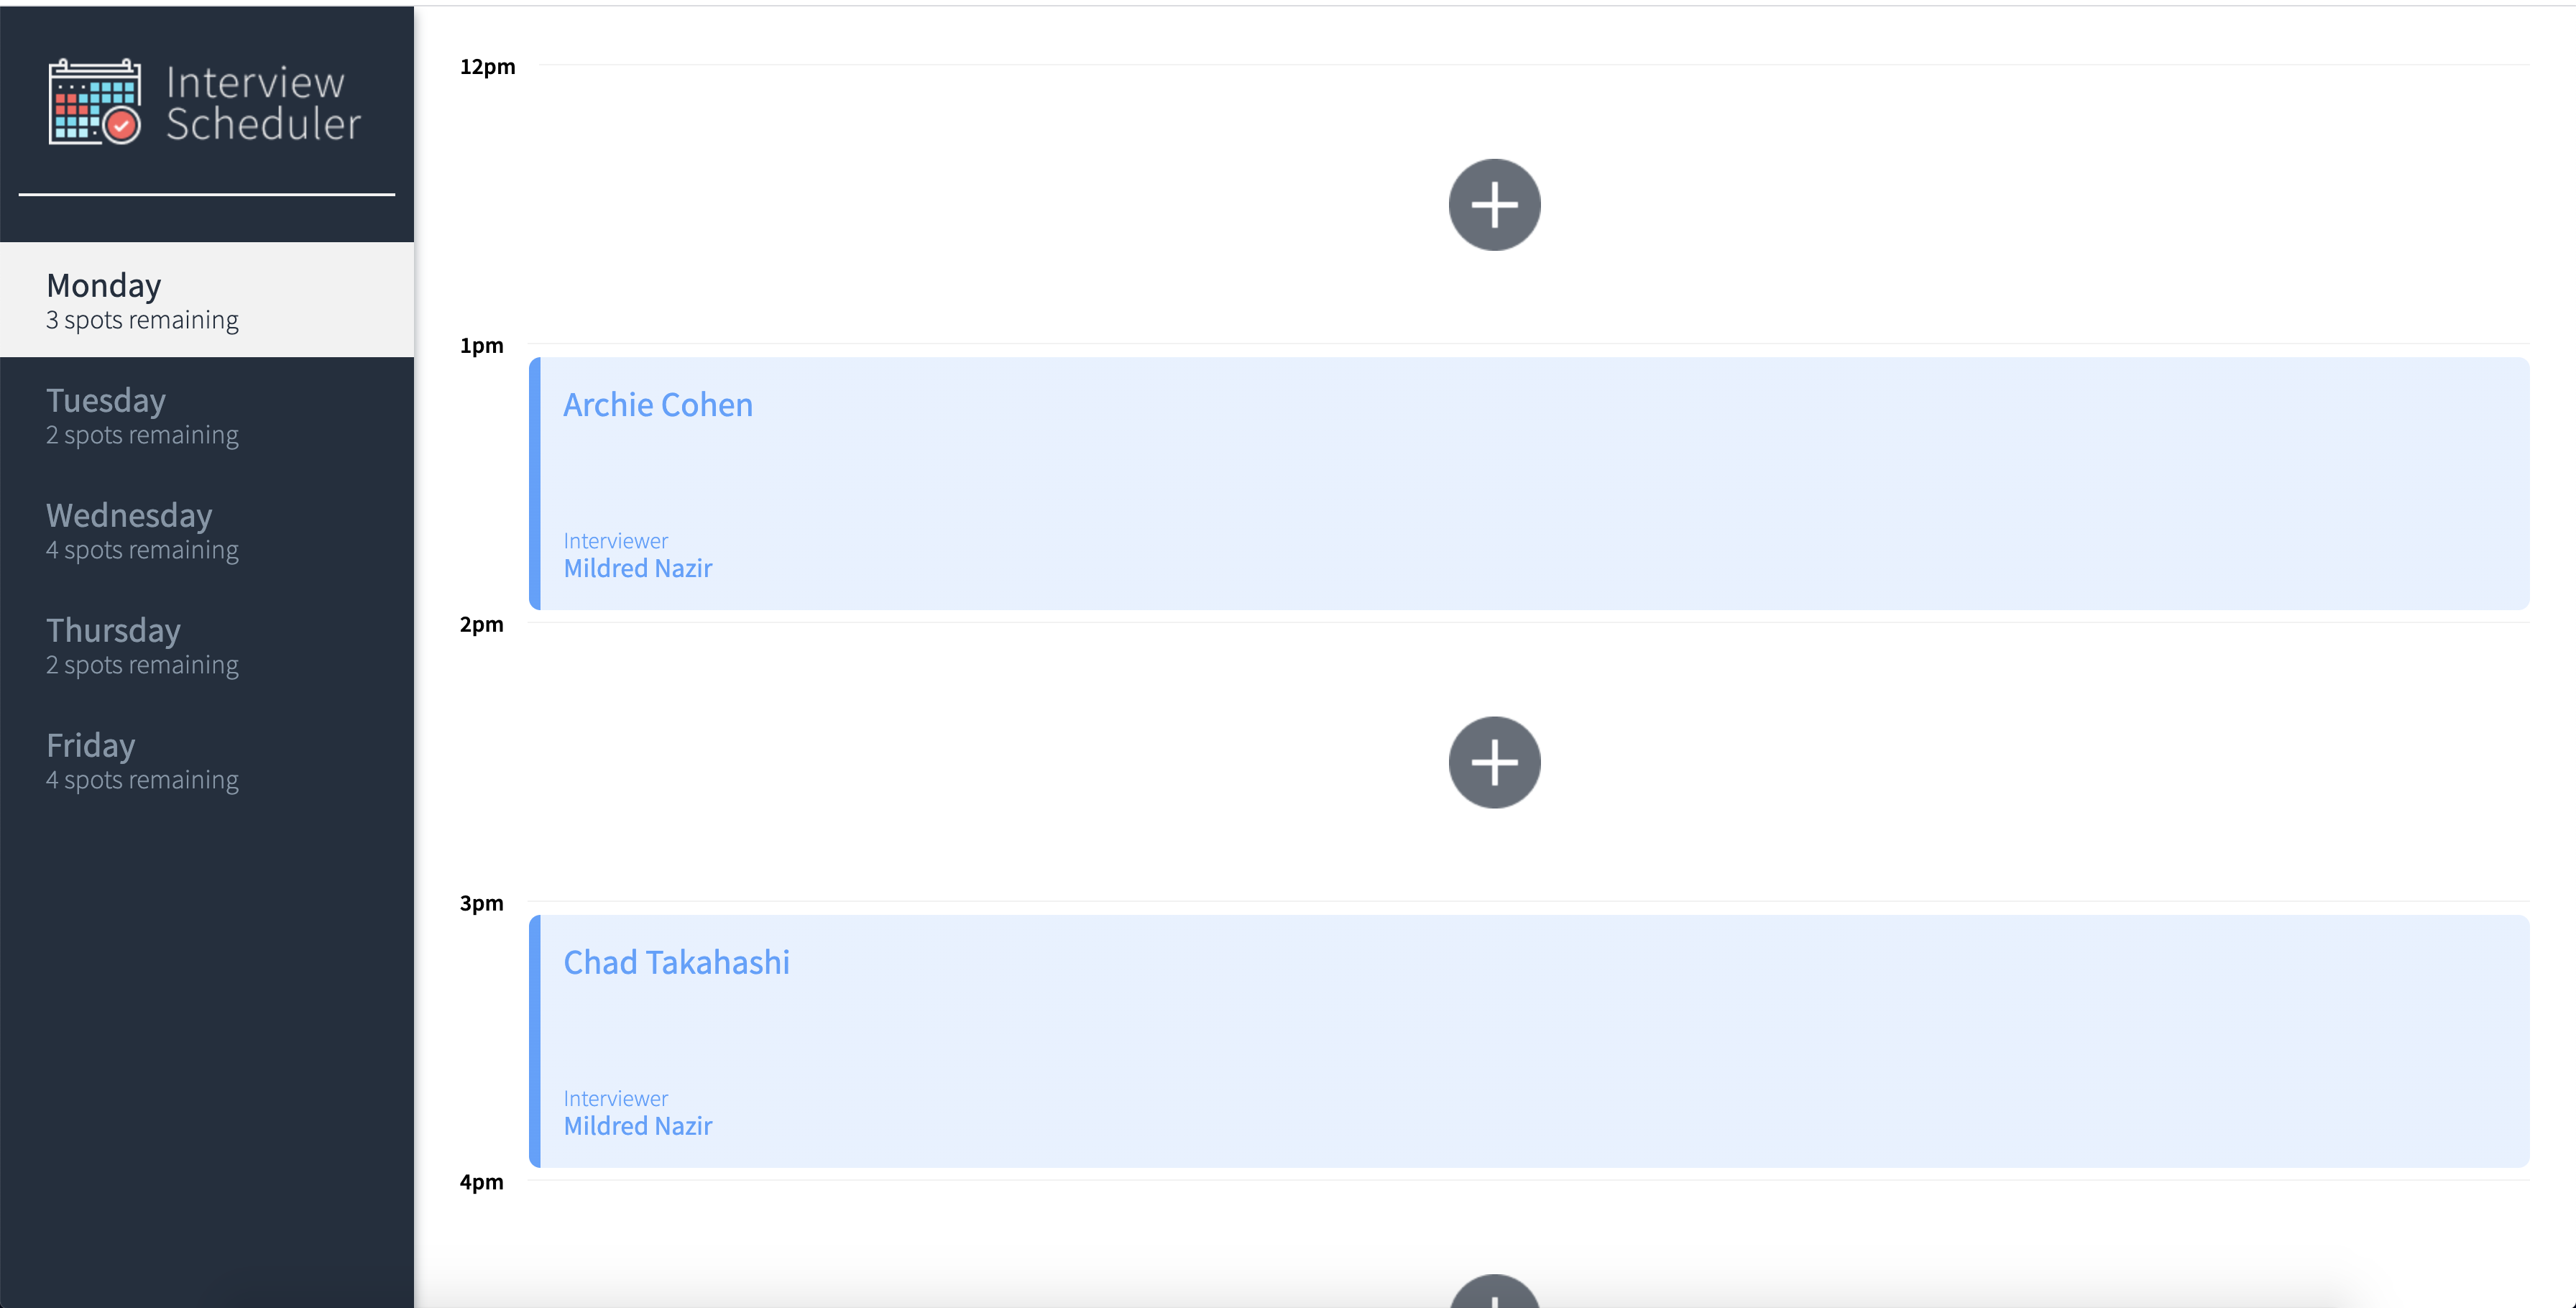 Interview
Scheduler
Monday
3 spots remaining
Tuesday
2 spots remaining
Wednesday
4 spots remaining
Thursday
2 spots remaining
Friday
4 spots remaining
12pm
1pm
Archie Cohen
Interviewer
Mildred Nazir
2pm
3pm
Chad Takahashi
Interviewer
Mildred Nazir
4pm